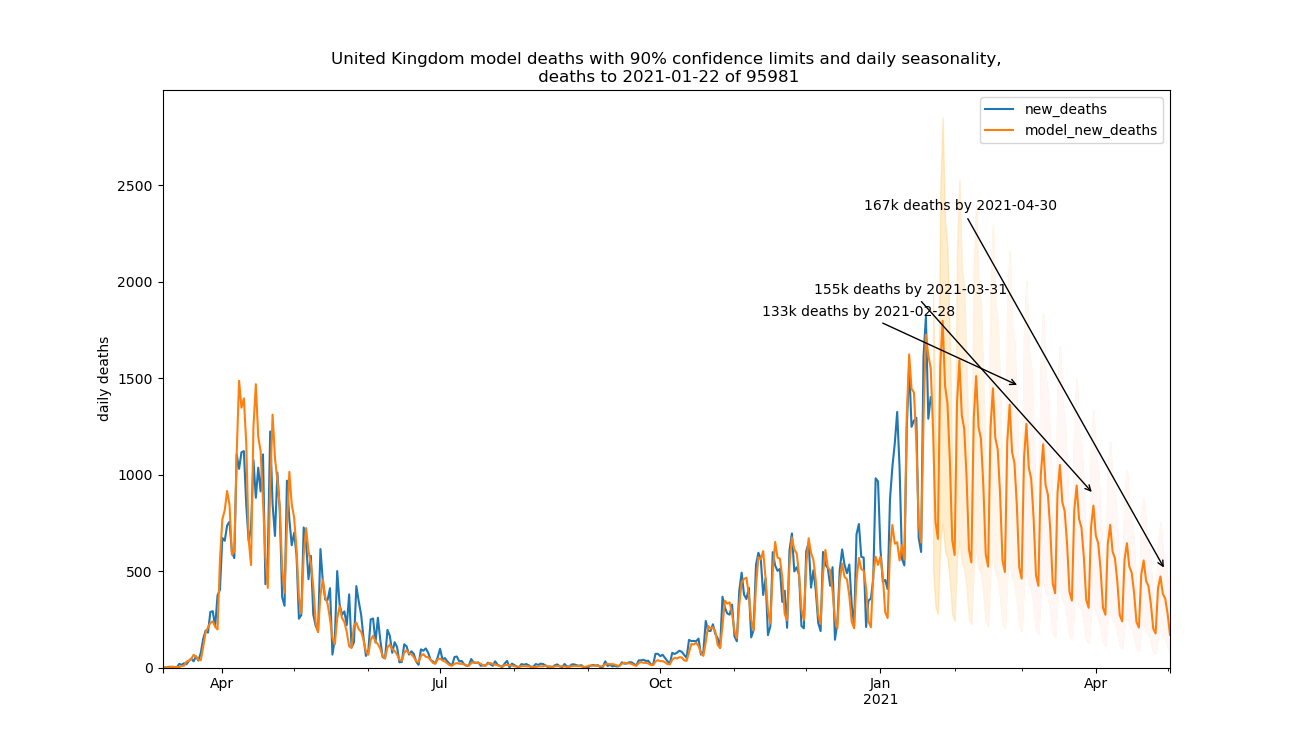 United Kingdom model deaths with 90% confidence limits and daily seasonality,
deaths to 2021-01-22 of 95981
new_deaths
model_new_deaths
167k deaths by 2021-04-30
155k deaths by 2021-03-31
133k deaths by 2021-02-28
daily deaths
2500
2000
1500
1000
500
0
Apr
Jul
Oct
Jan
2021
Apr